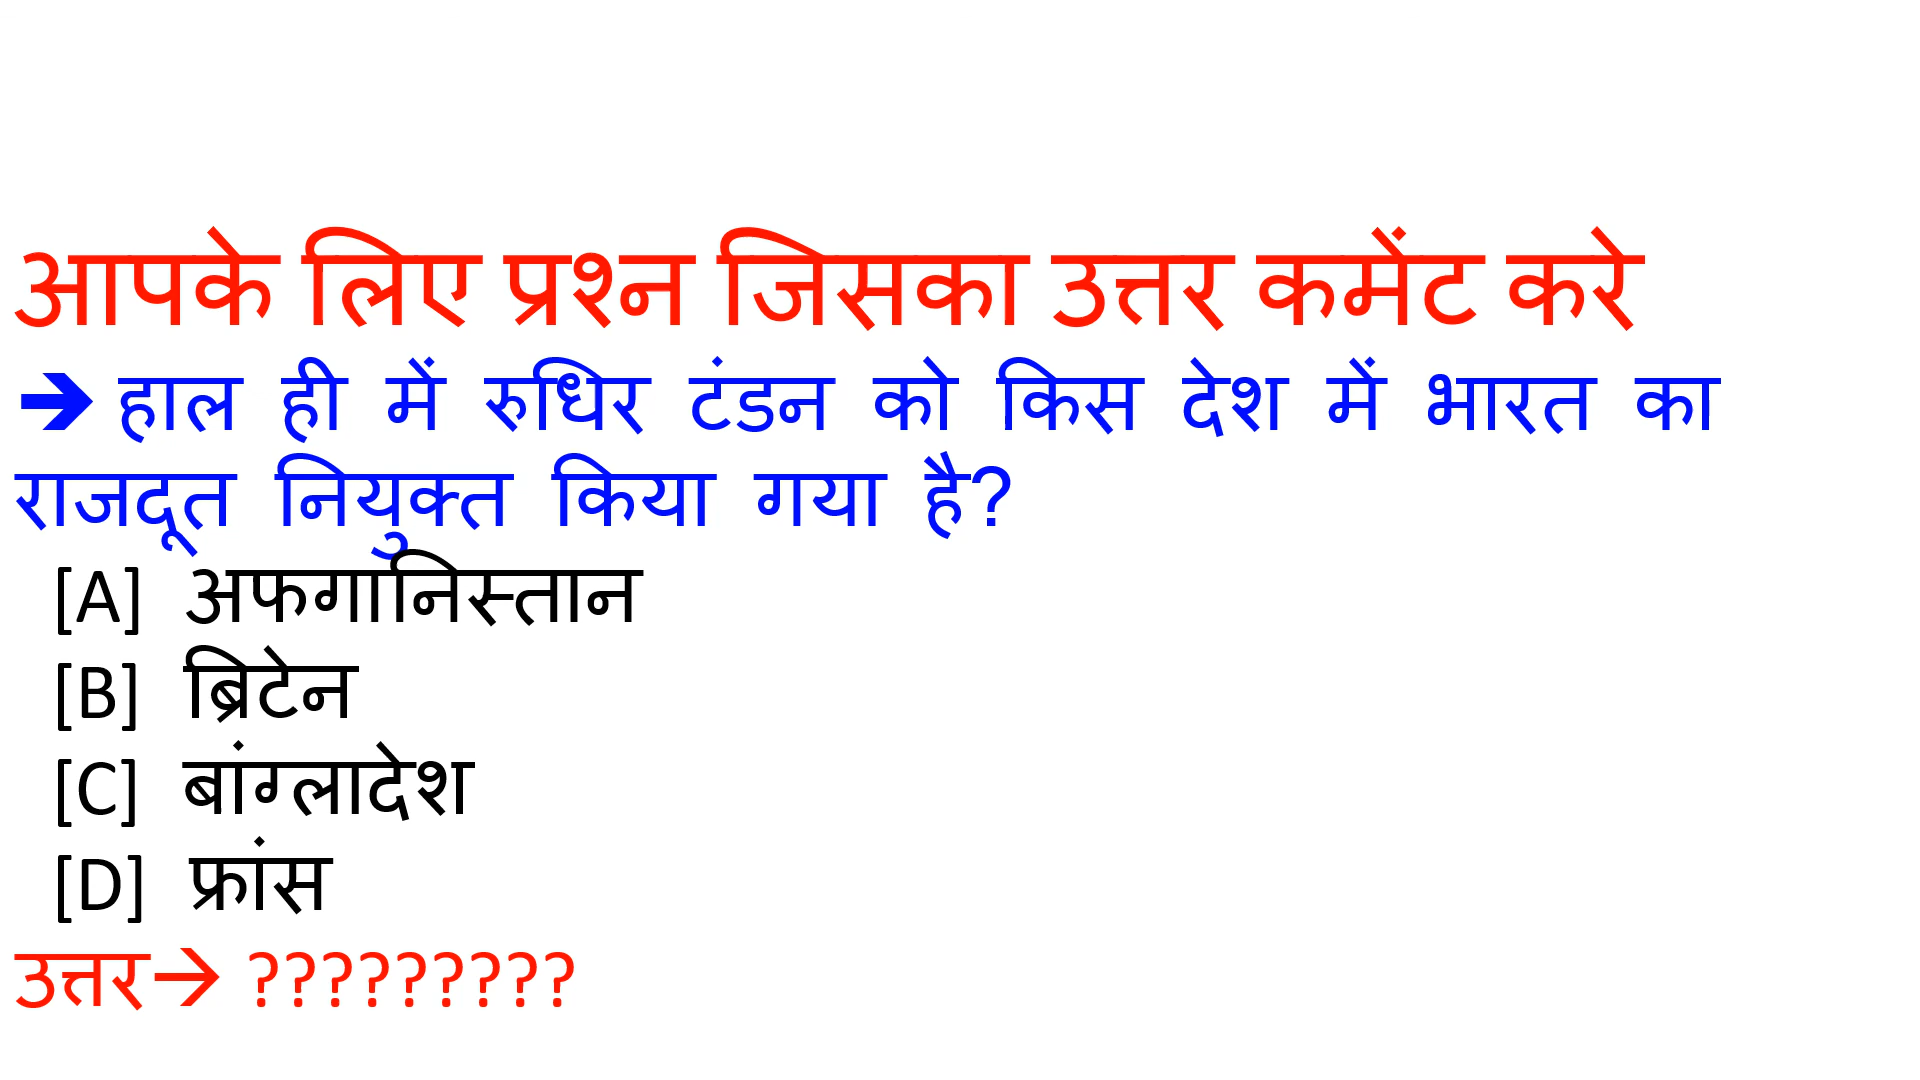 आपके लिए प्रश्न जिसका उत्तर कमेंट करे
➔ हाल ही में रुधिर टंडन को किस देश में भारत का
राजदूत नियुक्त किया गया है?
[A] अफगानिस्तान
[B] ब्रिटेन
[C] बांग्लादेश
[D] फ्रांस
उत्तर→ ?????????